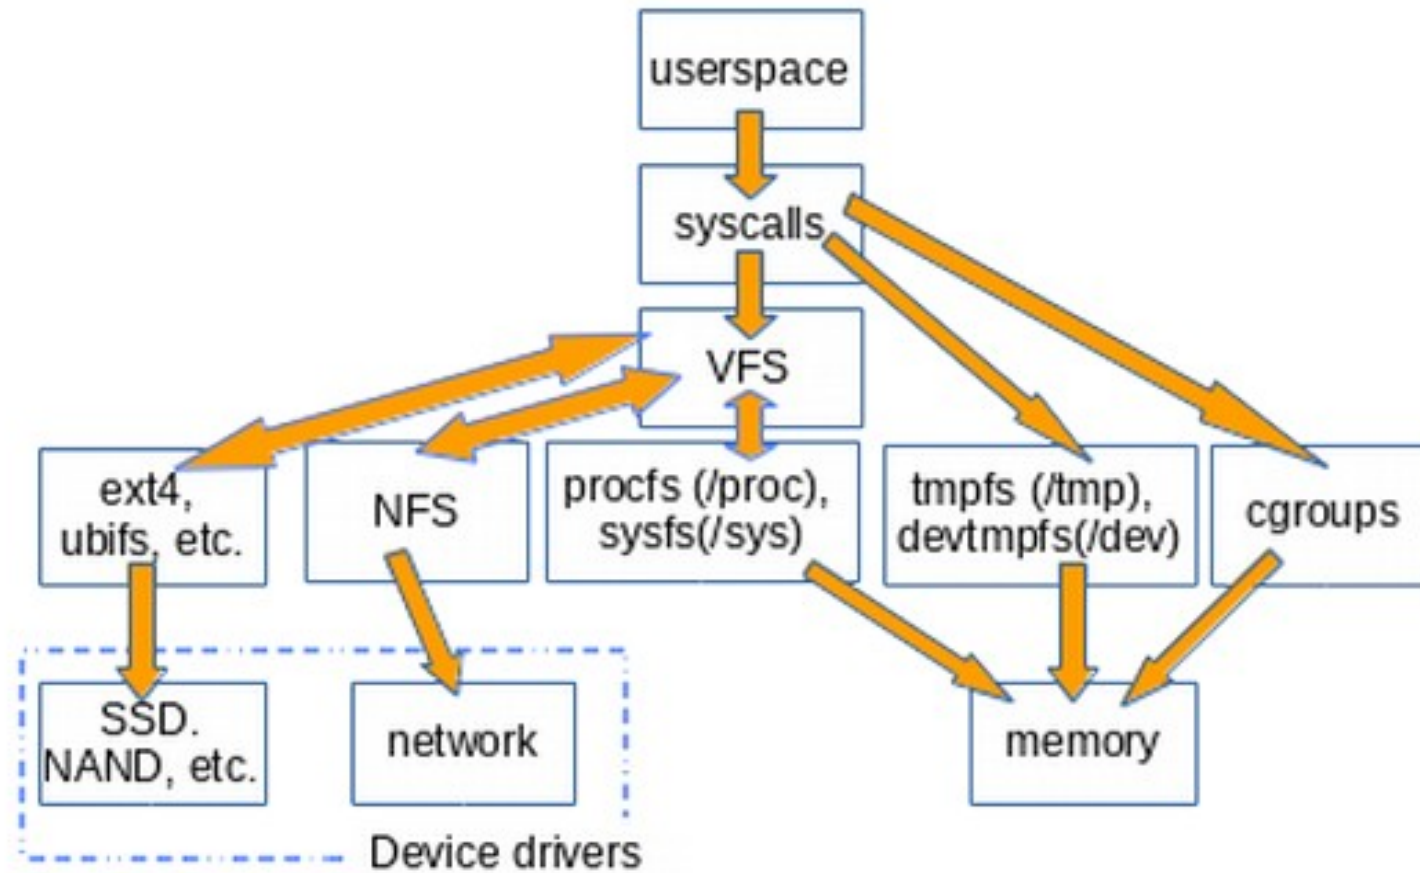 userspace
syscalls
VFS
ext4,
ubifs, etc.
NFS
procfs (/proc),
sysfs(/sys)
tmpfs (/tmp),
devtmpfs(/dev)
cgroups
SSD.
NAND, etc.
network
memory
Device drivers